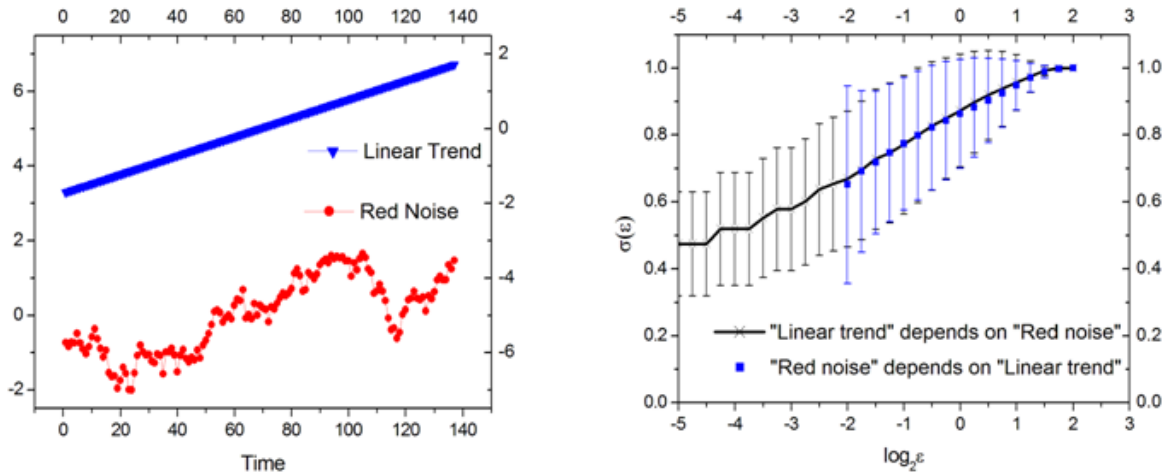 0 20 40 60 80 100 120 140
6
4
2
0
-2
2
0
-2
-4
-6
Linear Trend
Red Noise
0 20 40 60 80 100 120 140
Time
-5 -4 -3 -2 -1 0 1 2 3
1.0
0.8
0.6
0.4
0.2
0.0
σ(ε)
1.0
0.8
0.6
0.4
0.2
0.0
"Linear trend" depends on "Red noise"
"Red noise" depends on "Linear trend"
-5 -4 -3 -2 -1 0 1 2 3
log₂ε